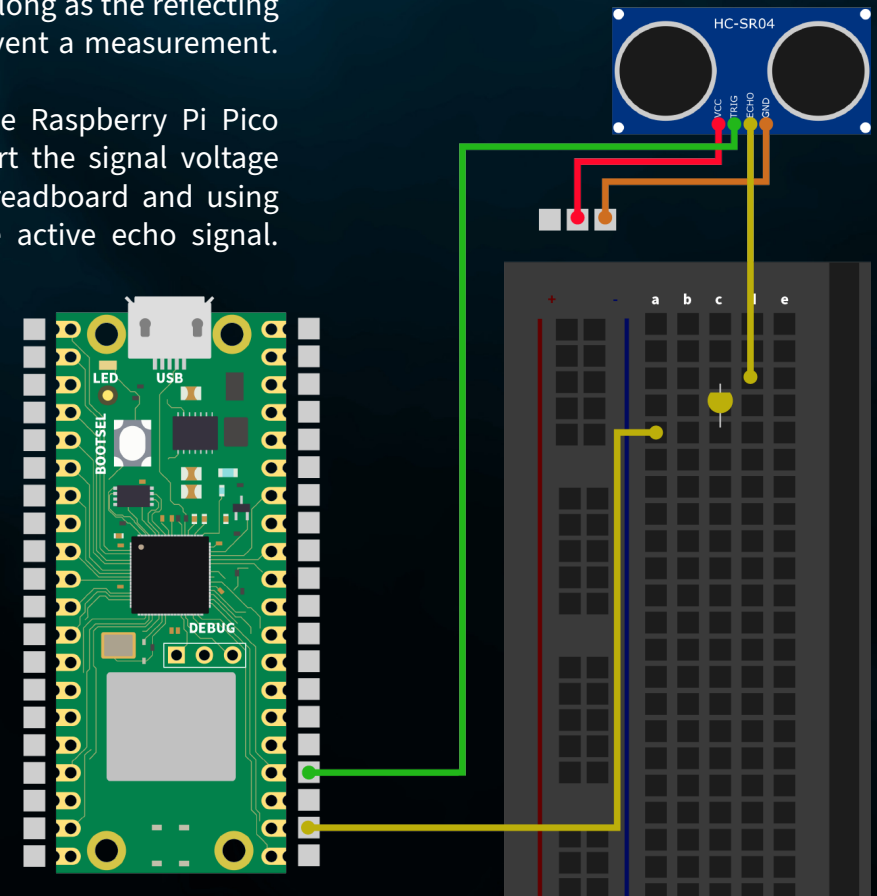 long as the reflecting
vent a measurement.
e Raspberry Pi Pico
rt the signal voltage
readboard and using
active echo signal.
HC-SR04
VCC
TRIG
ECHO
GND
+
-
a
b
c
d
e
LED
USB
BOOTSEL
DEBUG